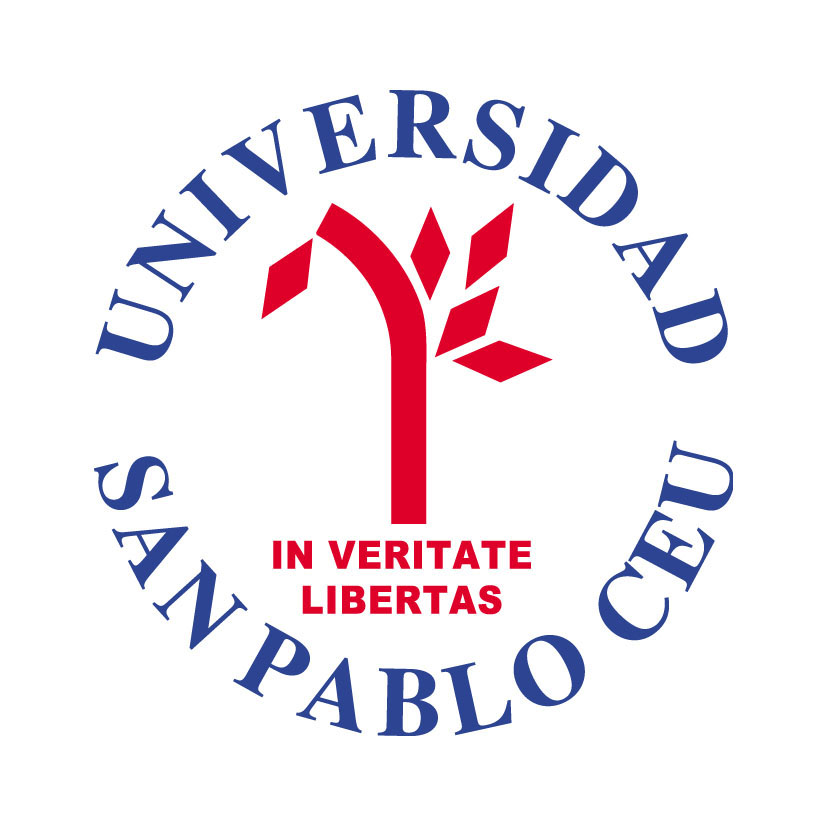 UNIVERSIDAD
IN VERITATE
LIBERTAS
SAN PABLO CEU